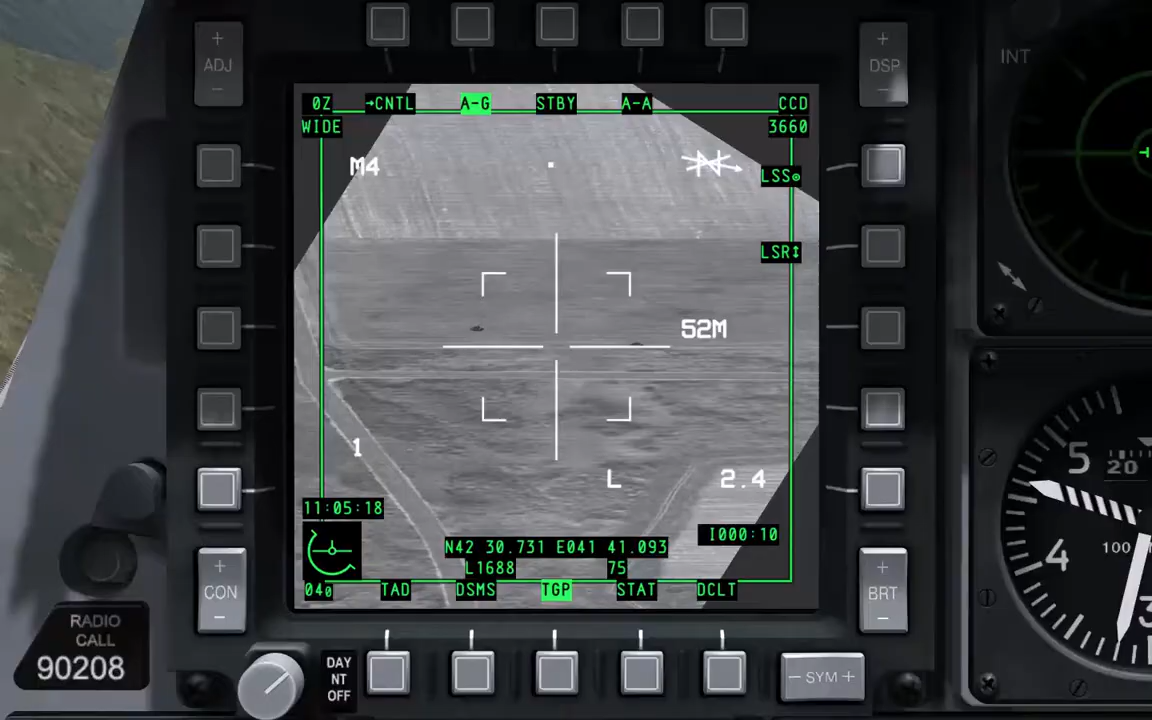 INT
+
ADJ
−
+
DSP
−
0Z →CNTL A-G STBY A-A CCD
WIDE 3660
M4 N
LSS⊙
LSR↕
52M
1
L 2.4
11:05:18
I000:10
N42 30.731 E041 41.093
L1688 75
040 TAD DSMS TGP STAT DCLT
+
CON
−
+
BRT
−
RADIO
CALL
90208
DAY
NT
OFF
− SYM +
5
20
4
100
3